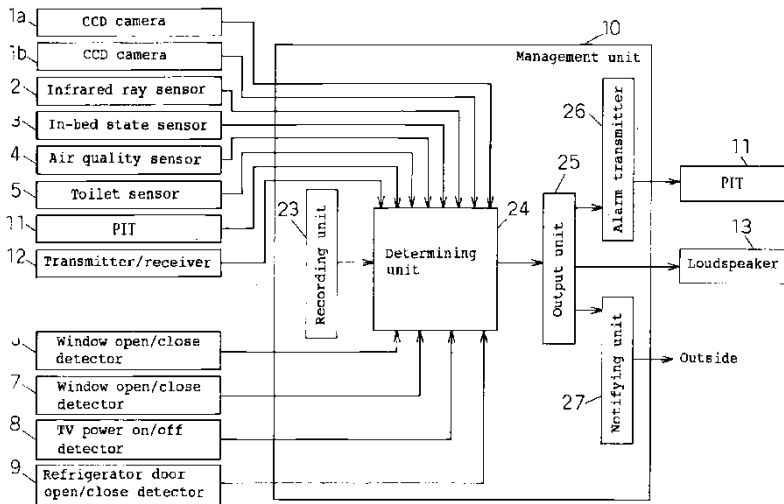 1a
CCD camera
1b
CCD camera
2
Infrared ray sensor
3
In-bed state sensor
4
Air quality sensor
5
Toilet sensor
11
PIT
12
Transmitter/receiver
Window open/close
detector
7
Window open/close
detector
8
TV power on/off
detector
9
Refrigerator door
open/close detector
10
Management unit
23
Recording unit
24
Determining
unit
25
Output unit
26
Alarm transmitter
27
Notifying unit
11
PIT
13
Loudspeaker
Outside